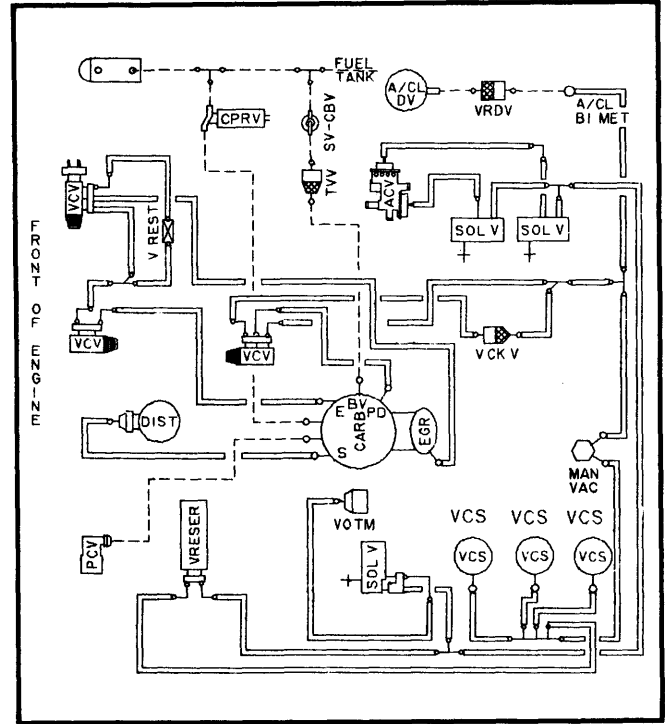 FUEL
TANK
A/CL
DV
VRDV
A/CL
BI MET
CPRV
SV-CBV
TVV
ACV
VCV
V REST
SOL V
SOL V
FRONT OF ENGINE
VCV
VCV
VCK V
DIST
E
BV
PD
CARB
S
EGR
MAN
VAC
VRESER
VOTM
VCS
VCS
VCS
PCV
SOL V
VCS
VCS
VCS